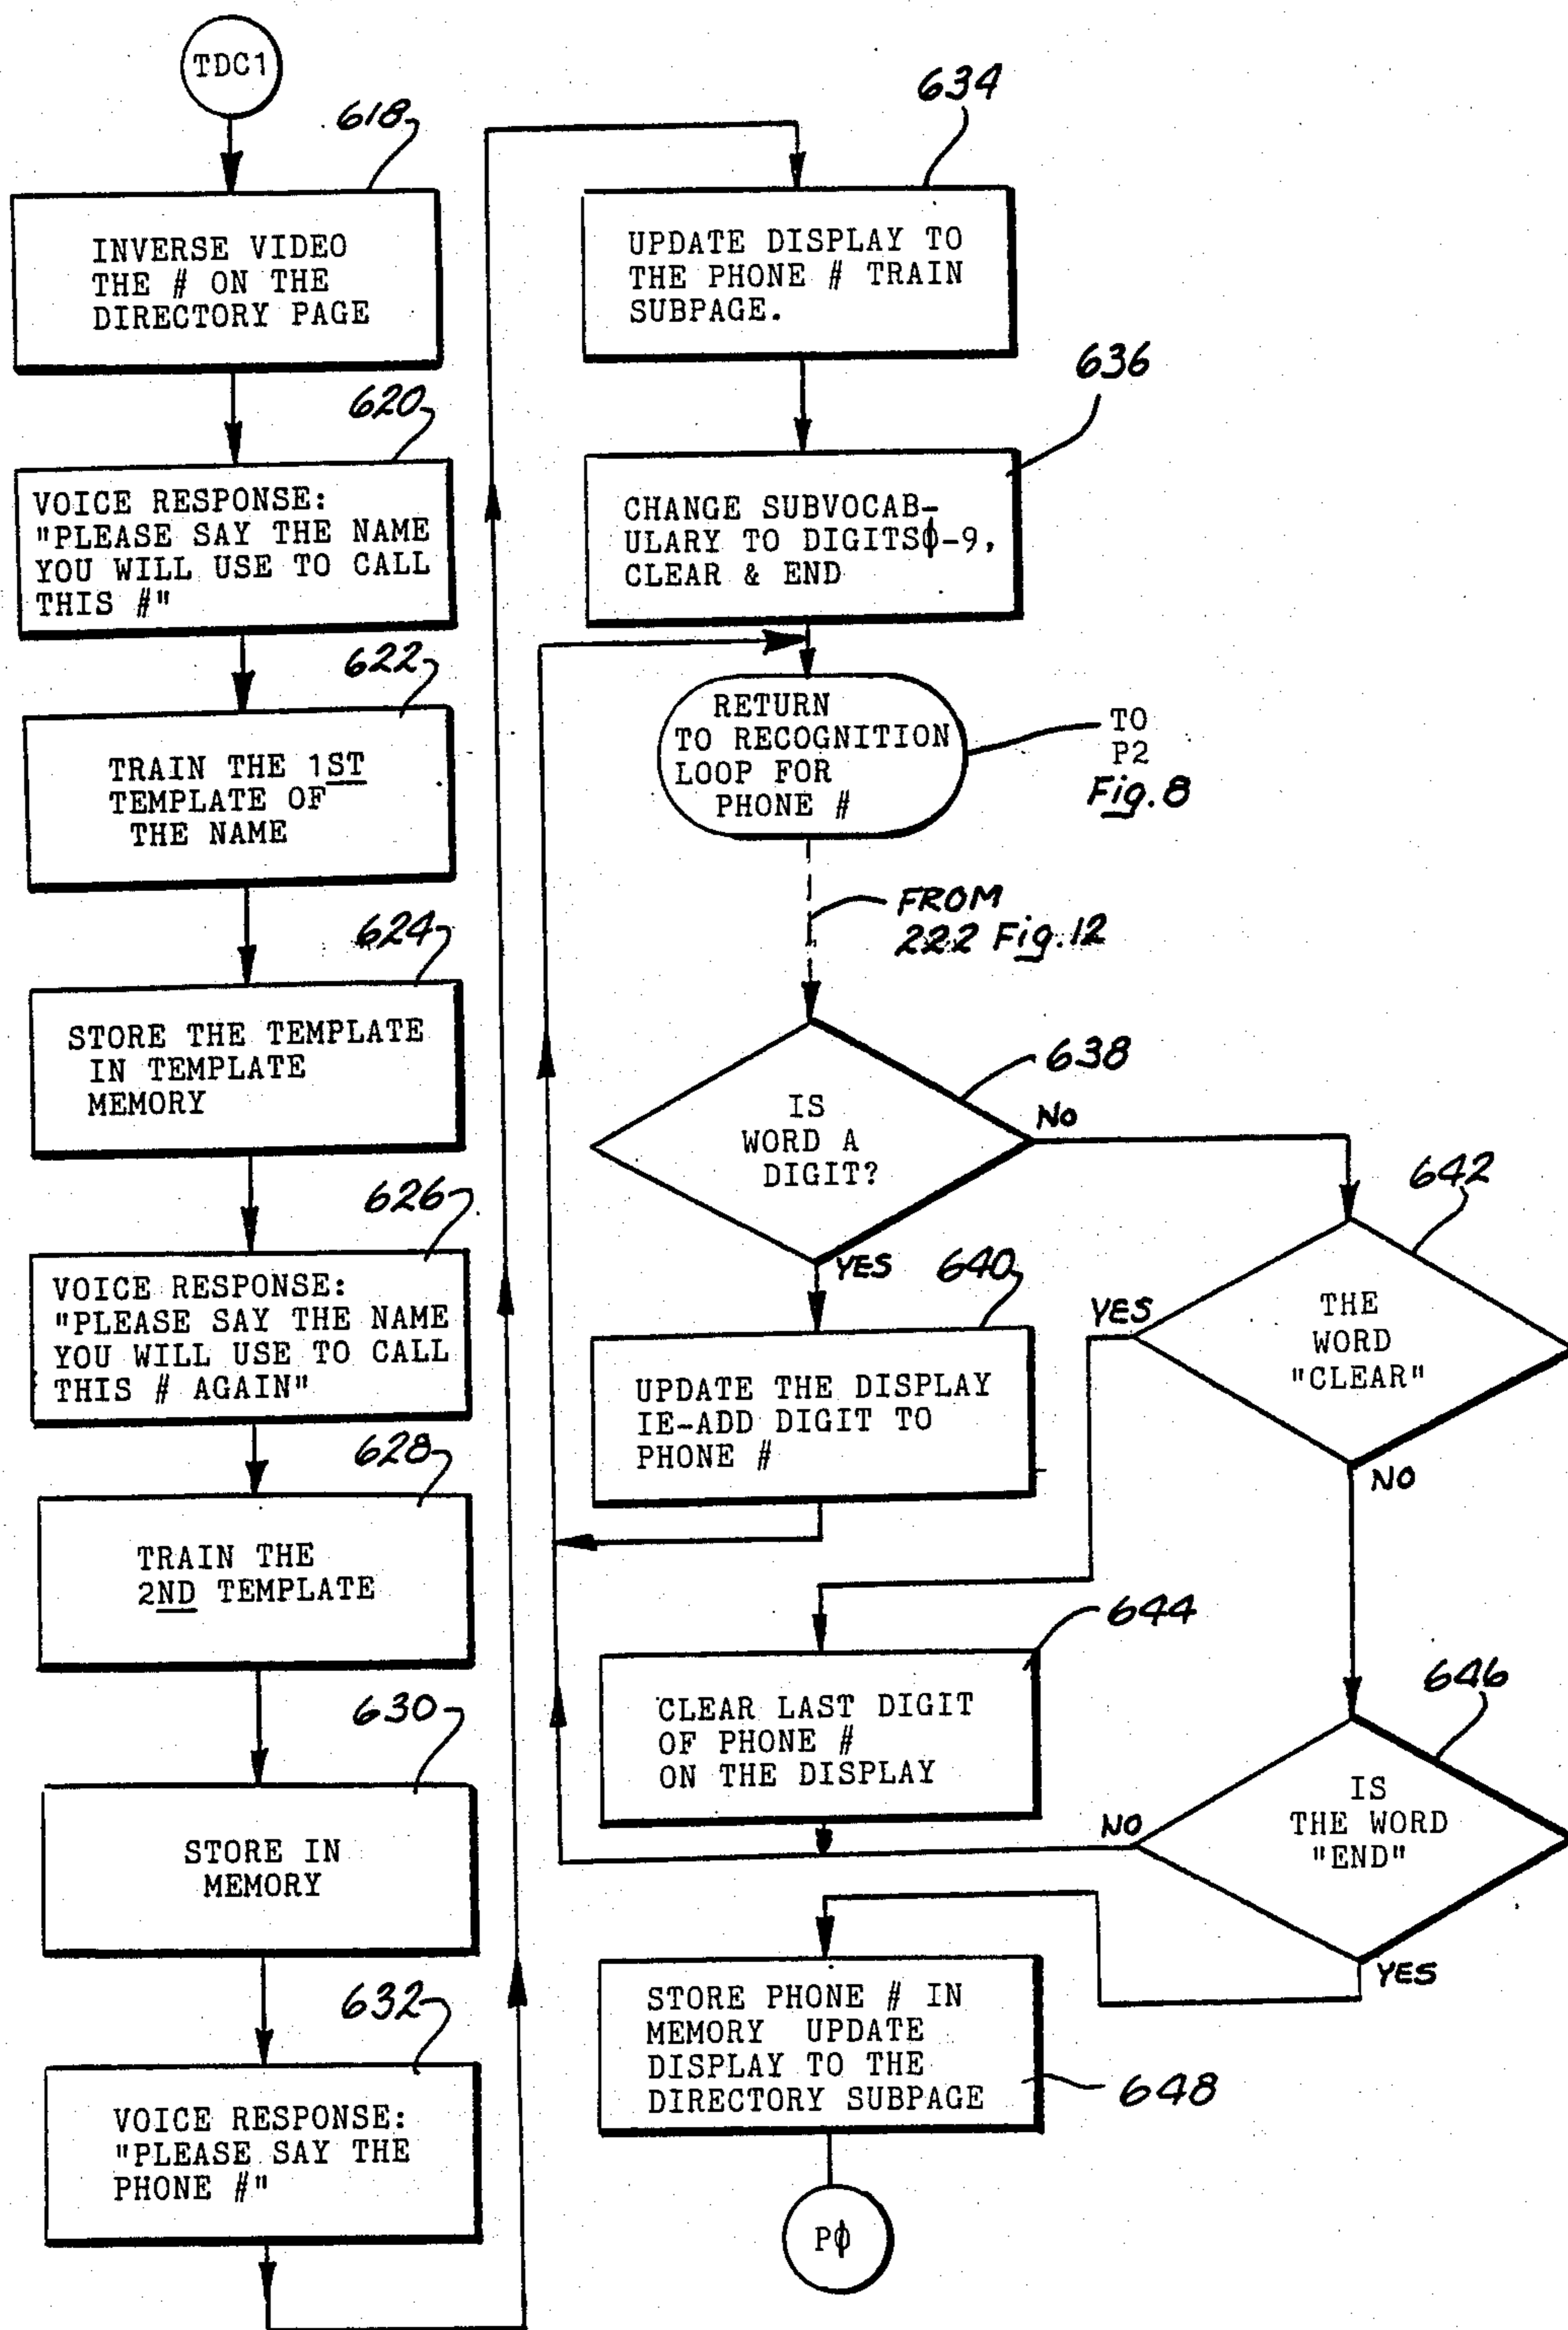 TDC1
618
INVERSE VIDEO
THE # ON THE
DIRECTORY PAGE
620
VOICE RESPONSE:
"PLEASE SAY THE NAME
YOU WILL USE TO CALL
THIS #"
622
TRAIN THE 1ST
TEMPLATE OF
THE NAME
624
STORE THE TEMPLATE
IN TEMPLATE
MEMORY
626
VOICE RESPONSE:
"PLEASE SAY THE NAME
YOU WILL USE TO CALL
THIS # AGAIN"
628
TRAIN THE
2ND TEMPLATE
630
STORE IN
MEMORY
632
VOICE RESPONSE:
"PLEASE SAY THE
PHONE #"
634
UPDATE DISPLAY TO
THE PHONE # TRAIN
SUBPAGE.
636
CHANGE SUBVOCAB-
ULARY TO DIGITSϕ-9,
CLEAR & END
RETURN
TO RECOGNITION
LOOP FOR
PHONE #
TO
P2
Fig.8
FROM
222 Fig.12
638
IS
WORD A
DIGIT?
NO
YES
640
UPDATE THE DISPLAY
IE-ADD DIGIT TO
PHONE #
642
THE
WORD
"CLEAR"
YES
NO
644
CLEAR LAST DIGIT
OF PHONE #
ON THE DISPLAY
646
IS
THE WORD
"END"
NO
YES
STORE PHONE # IN
MEMORY UPDATE
DISPLAY TO THE
DIRECTORY SUBPAGE
648
Pϕ